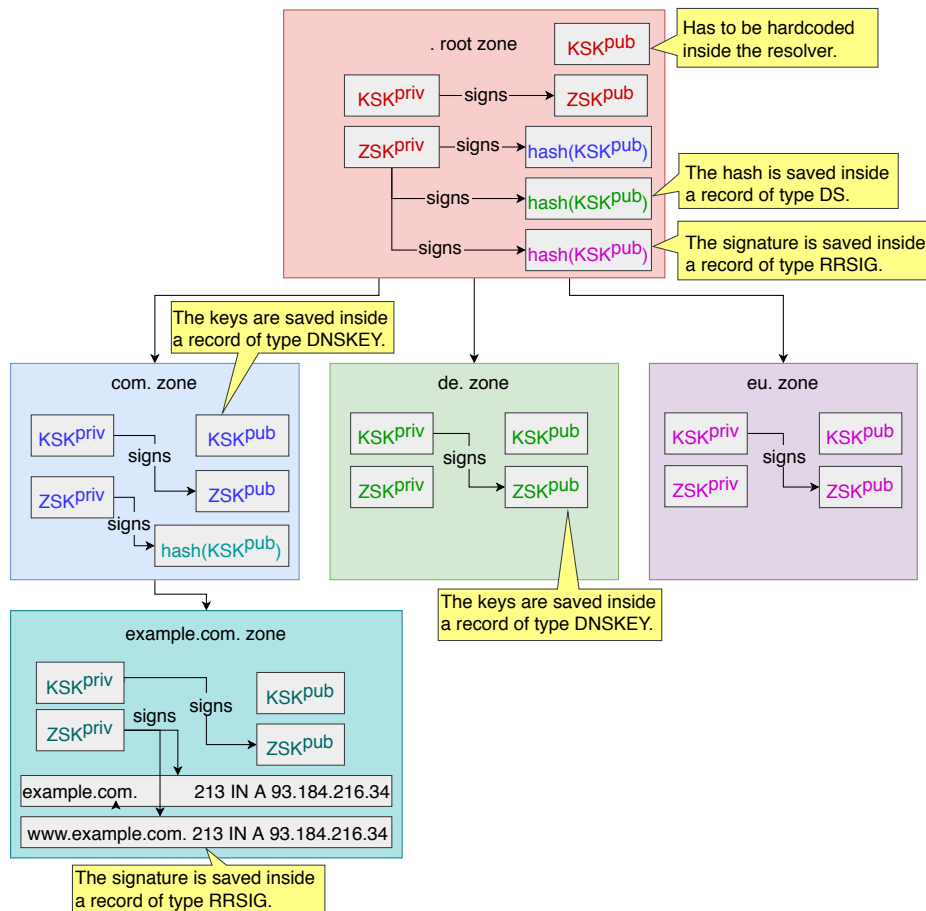 . root zone
KSKpub
Has to be hardcoded
inside the resolver.
KSKpriv
signs
ZSKpub
ZSKpriv
signs
hash(KSKpub)
signs
hash(KSKpub)
The hash is saved inside
a record of type DS.
signs
hash(KSKpub)
The signature is saved inside
a record of type RRSIG.
The keys are saved inside
a record of type DNSKEY.
com. zone
KSKpriv
KSKpub
signs
ZSKpriv
ZSKpub
signs
hash(KSKpub)
de. zone
KSKpriv
KSKpub
signs
ZSKpriv
ZSKpub
The keys are saved inside
a record of type DNSKEY.
eu. zone
KSKpriv
KSKpub
signs
ZSKpriv
ZSKpub
example.com. zone
KSKpriv
KSKpub
signs
signs
ZSKpriv
ZSKpub
example.com. 213 IN A 93.184.216.34
www.example.com. 213 IN A 93.184.216.34
The signature is saved inside
a record of type RRSIG.